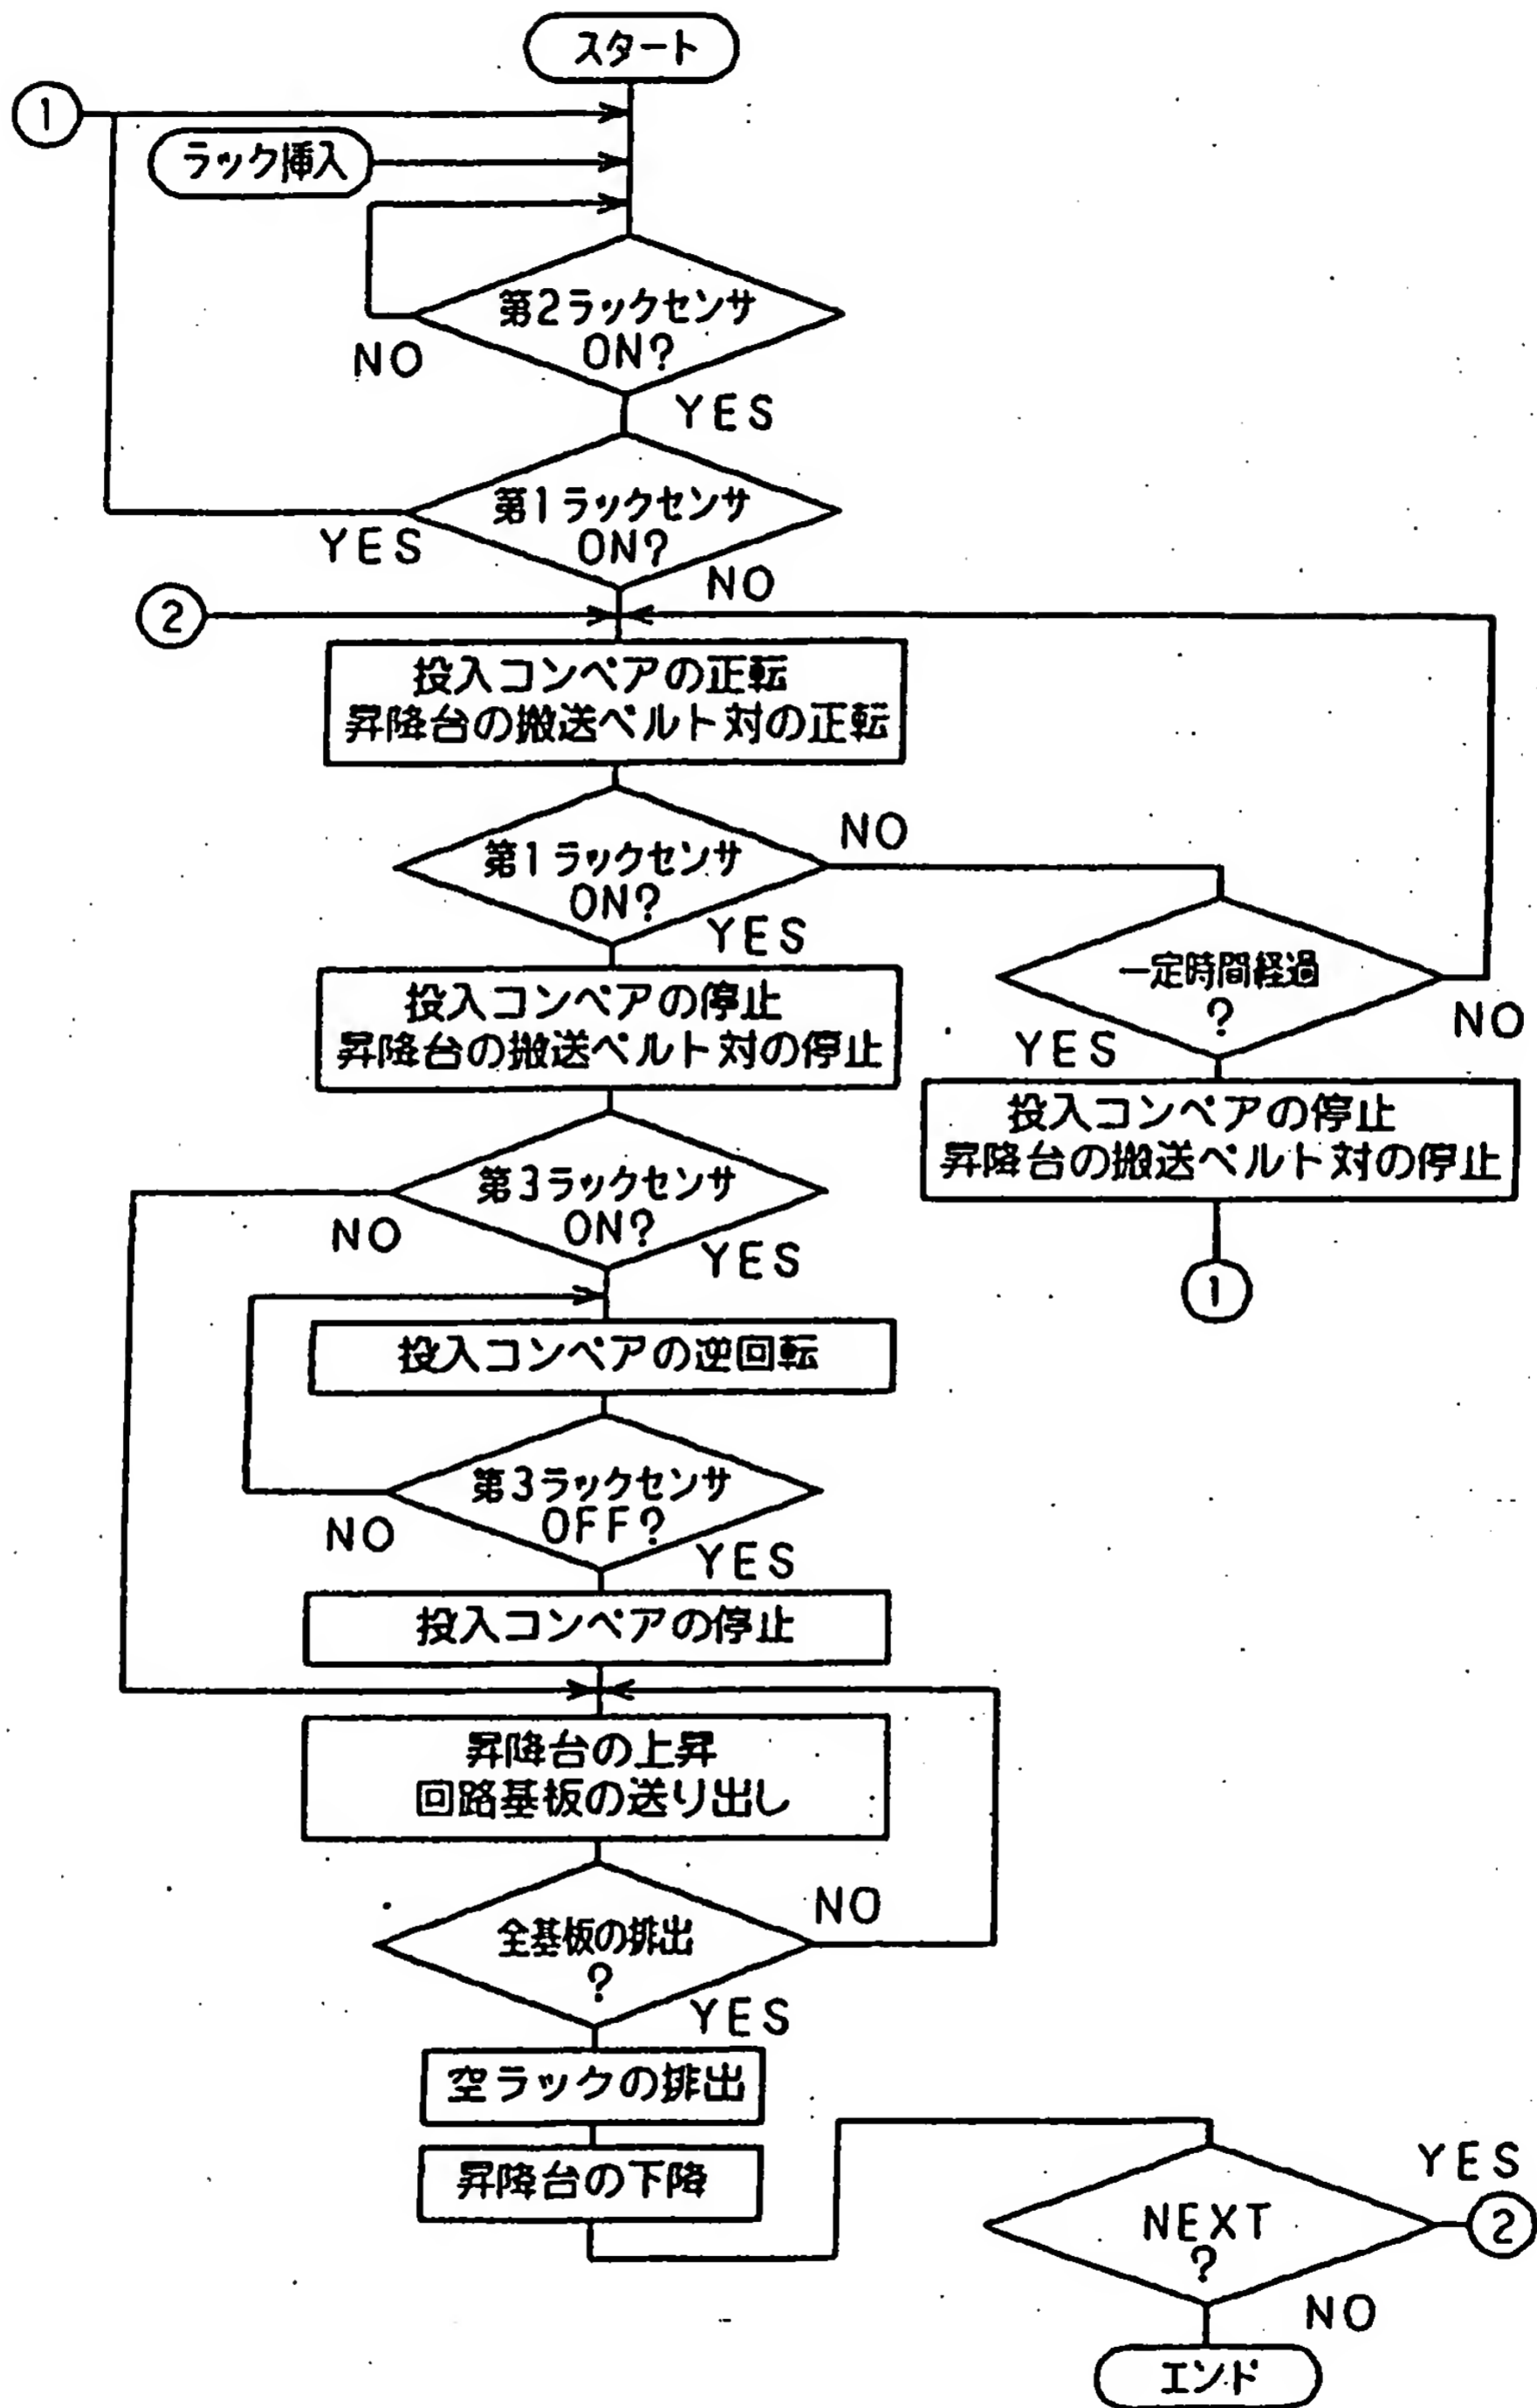 スタート
①
ラック挿入
第2ラックセンサ
ON?
NO
YES
第1ラックセンサ
ON?
YES
NO
②
投入コンベアの正転
昇降台の搬送ベルト対の正転
第1ラックセンサ
ON?
NO
YES
一定時間経過
?
NO
YES
投入コンベアの停止
昇降台の搬送ベルト対の停止
投入コンベアの停止
昇降台の搬送ベルト対の停止
①
第3ラックセンサ
ON?
NO
YES
投入コンベアの逆回転
第3ラックセンサ
OFF?
NO
YES
投入コンベアの停止
昇降台の上昇
回路基板の送り出し
全基板の排出
?
NO
YES
空ラックの排出
昇降台の下降
NEXT
?
YES
②
NO
エンド